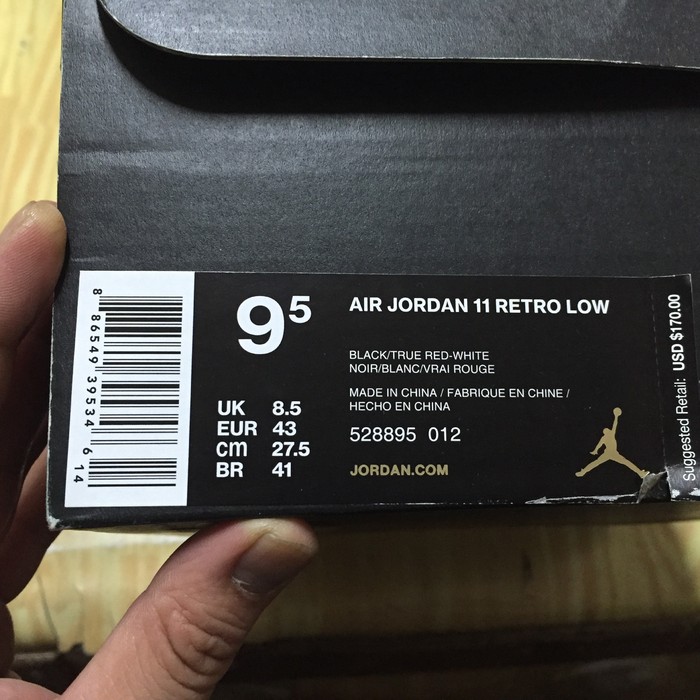 8 86549 39534 6 14
9⁵
UK 8.5
EUR 43
cm 27.5
BR 41
AIR JORDAN 11 RETRO LOW
BLACK/TRUE RED-WHITE
NOIR/BLANC/VRAI ROUGE
MADE IN CHINA / FABRIQUE EN CHINE /
HECHO EN CHINA
528895 012
JORDAN.COM
Suggested Retail: USD $170.00